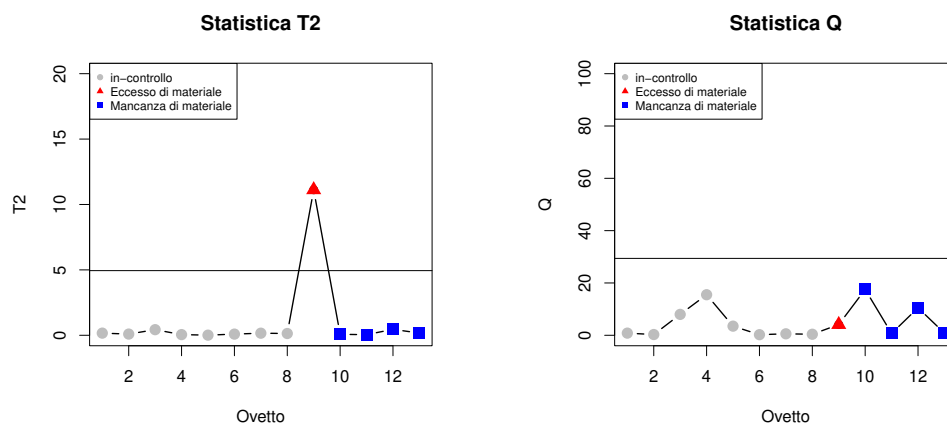 Statistica T2
in−controllo
Eccesso di materiale
Mancanza di materiale
T2
20
15
10
5
0
2 4 6 8 10 12
Ovetto
Statistica Q
in−controllo
Eccesso di materiale
Mancanza di materiale
Q
100
80
60
40
20
0
2 4 6 8 10 12
Ovetto